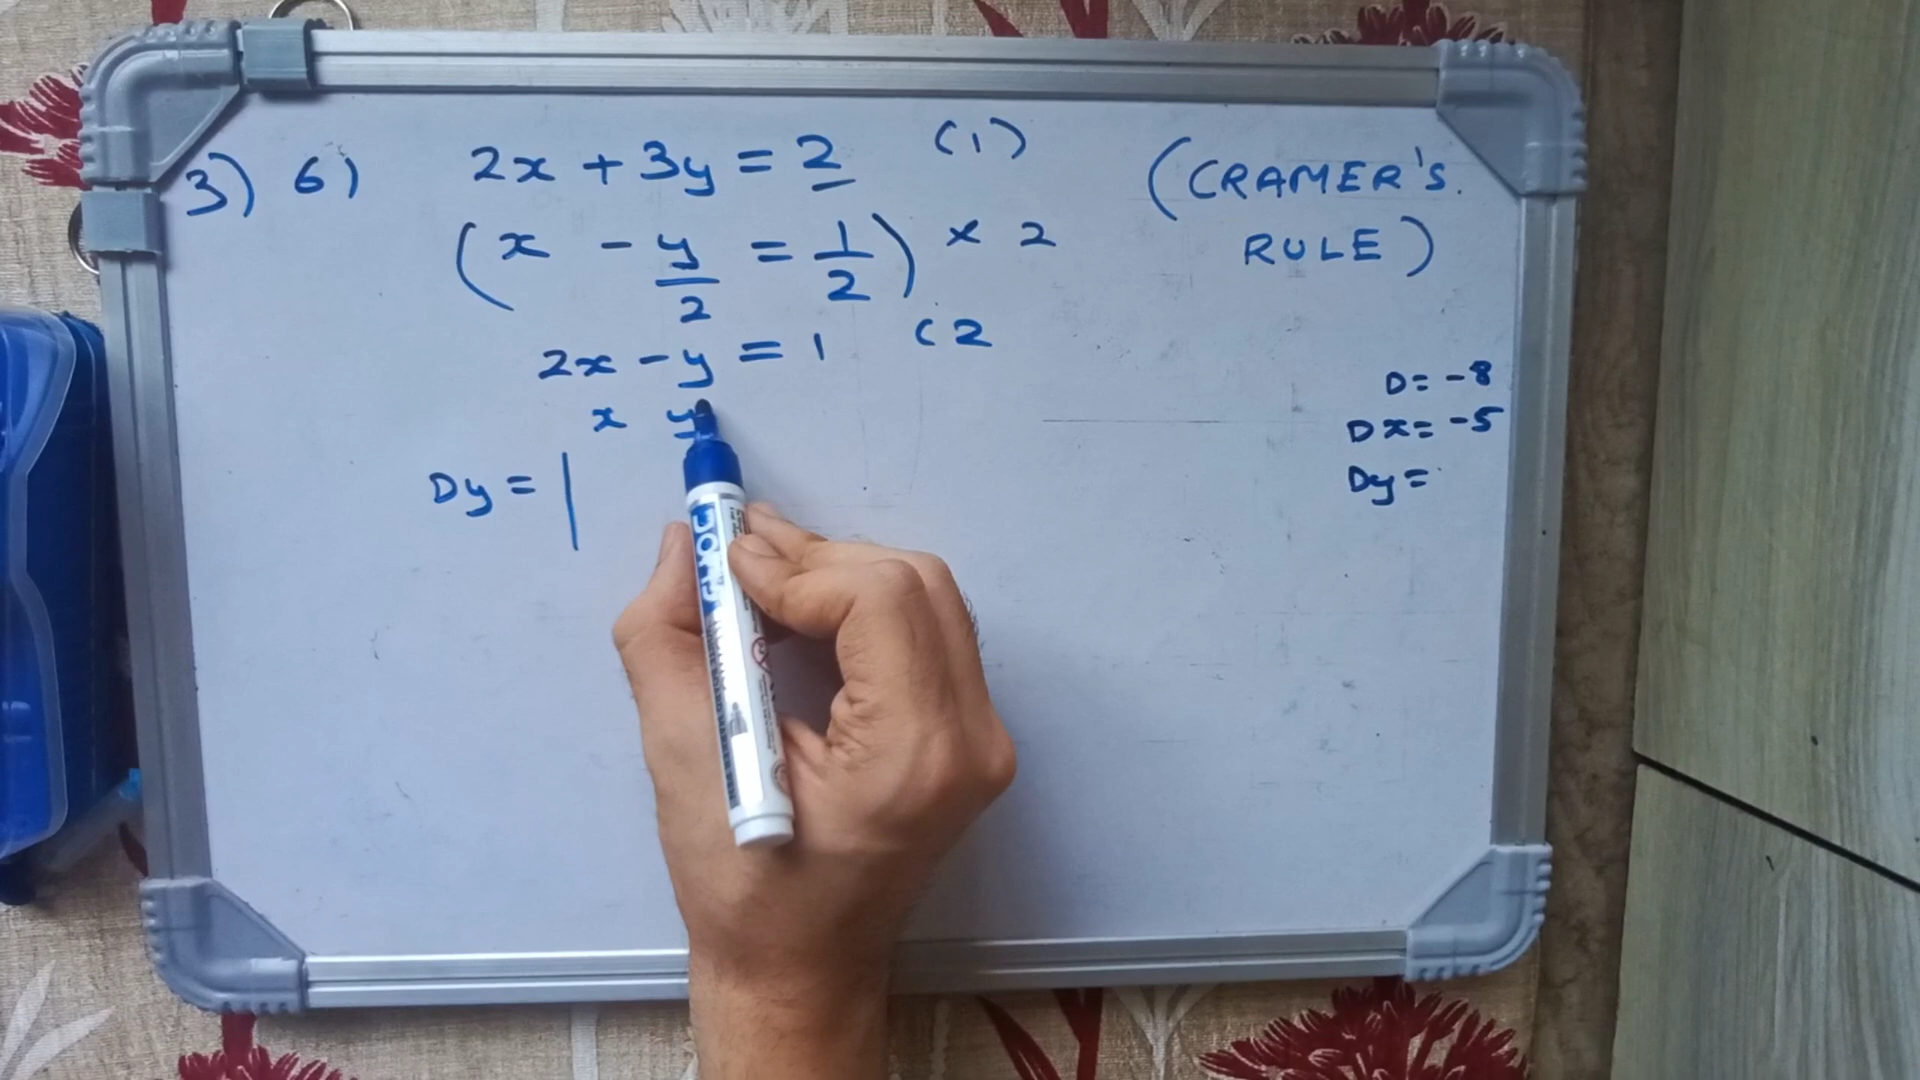 3) 6) 2x + 3y = 2 (1) (CRAMER'S.
RULE)
(x - y/2 = 1/2) × 2
2x - y = 1 (2
x y
Dy = |
D = -8
Dx = -5
Dy =